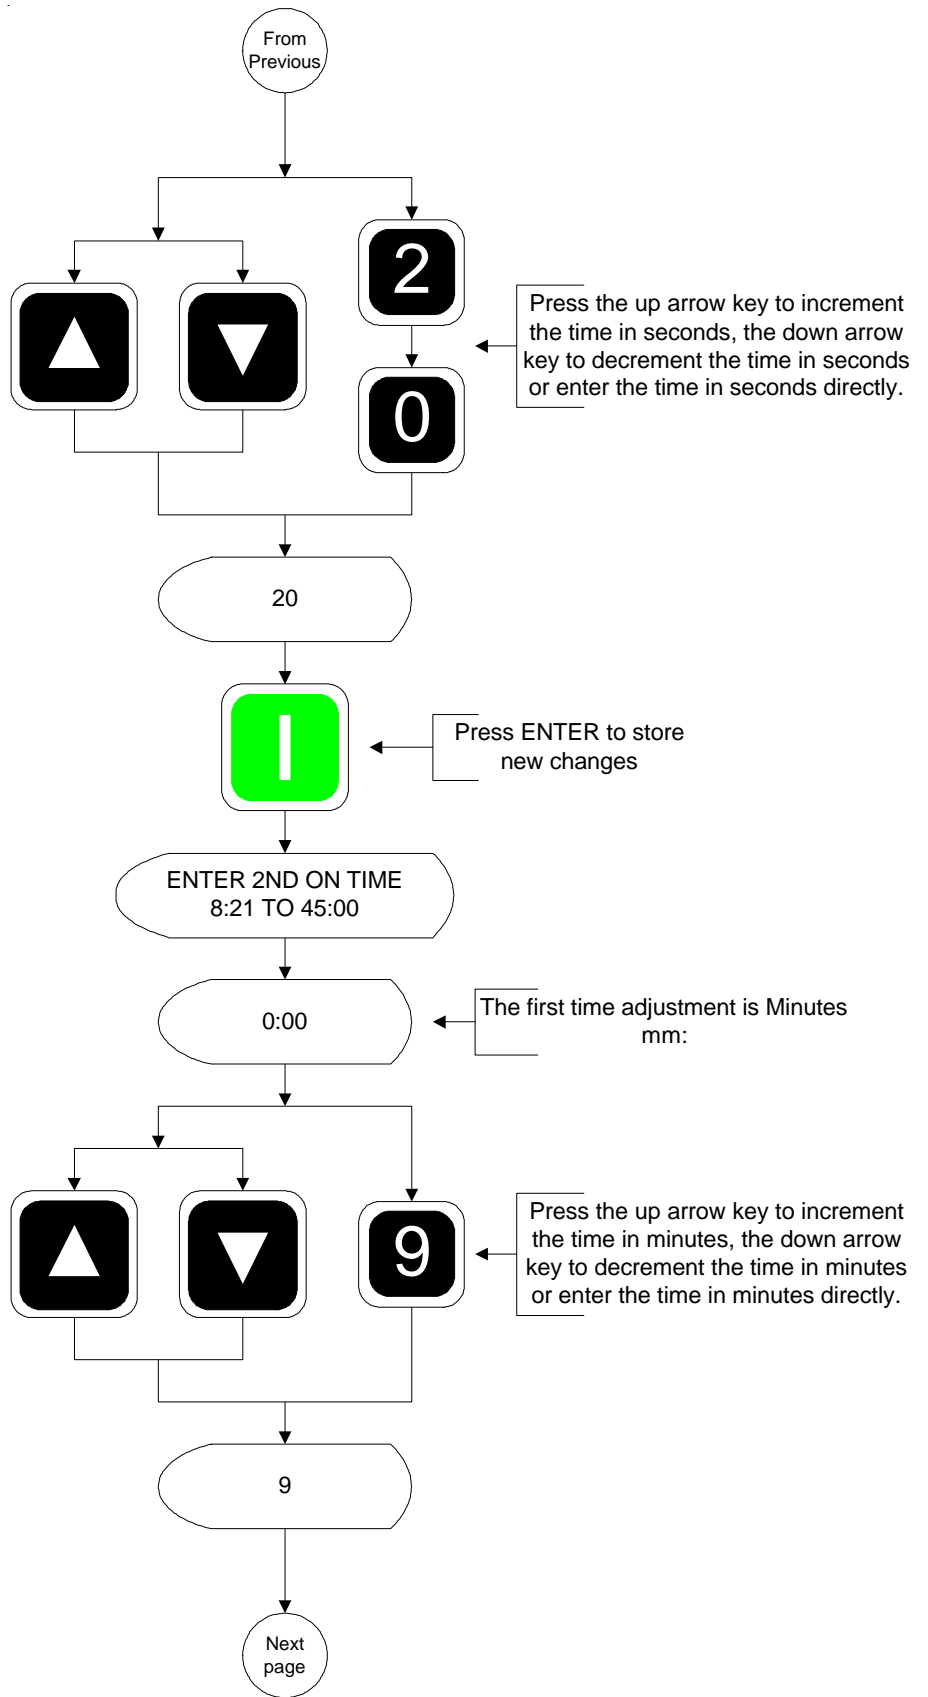 From
Previous
2
0
Press the up arrow key to increment
the time in seconds, the down arrow
key to decrement the time in seconds
or enter the time in seconds directly.
20
I
Press ENTER to store
new changes
ENTER 2ND ON TIME
8:21 TO 45:00
0:00
The first time adjustment is Minutes
mm:
9
Press the up arrow key to increment
the time in minutes, the down arrow
key to decrement the time in minutes
or enter the time in minutes directly.
9
Next
page